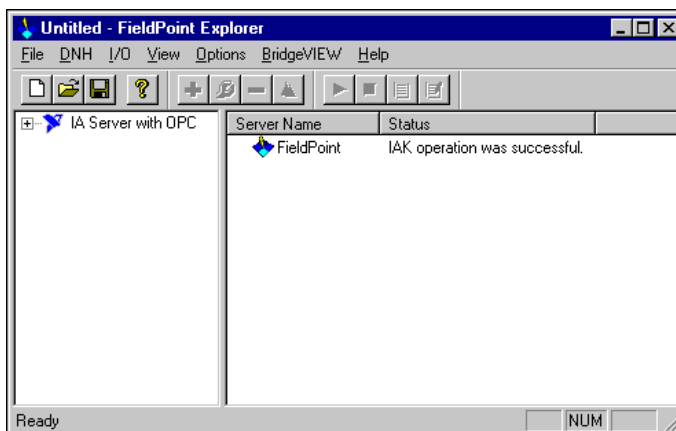 Untitled - FieldPoint Explorer
File DNH I/O View Options BridgeVIEW Help
IA Server with OPC
Server Name Status
FieldPoint IAK operation was successful.
Ready NUM